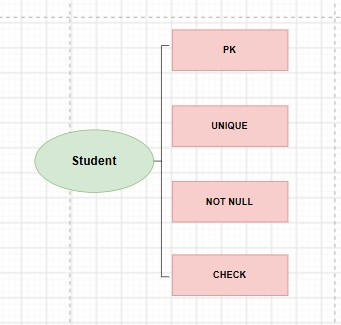 PK
UNIQUE
Student
NOT NULL
CHECK